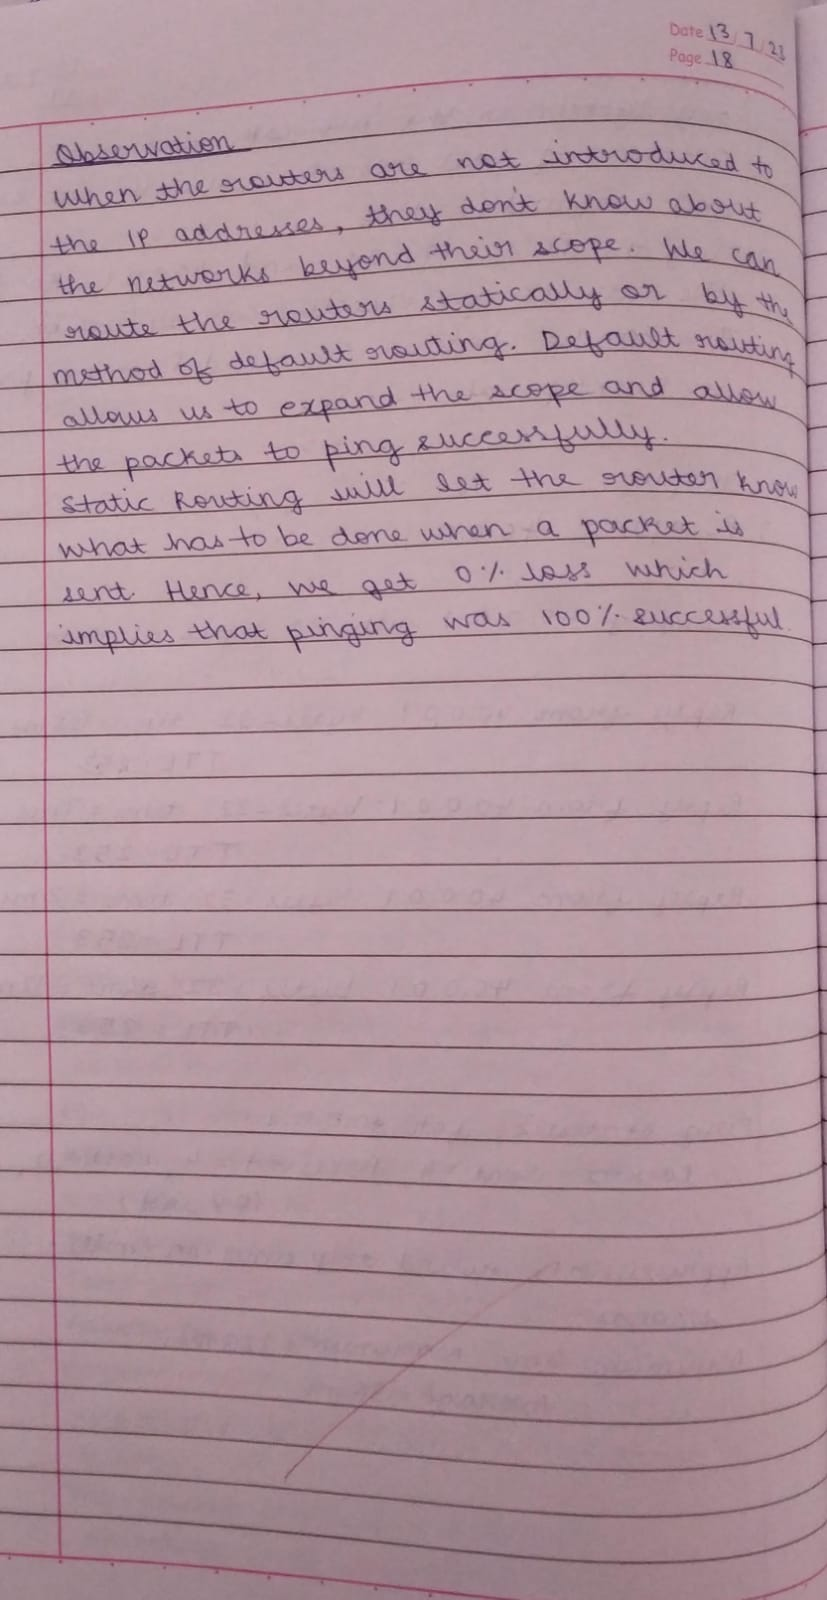 Date 13/7/23
Page 18
Observation
When the routers are not introduced to
the IP addresses, they don't know about
the networks beyond their scope. We can
route the routers statically or by the
method of default routing. Default routing
allows us to expand the scope and allow
the packets to ping successfully.
Static Routing will let the router know
what has to be done when a packet is
sent. Hence, we get 0% loss which
implies that pinging was 100% successful.